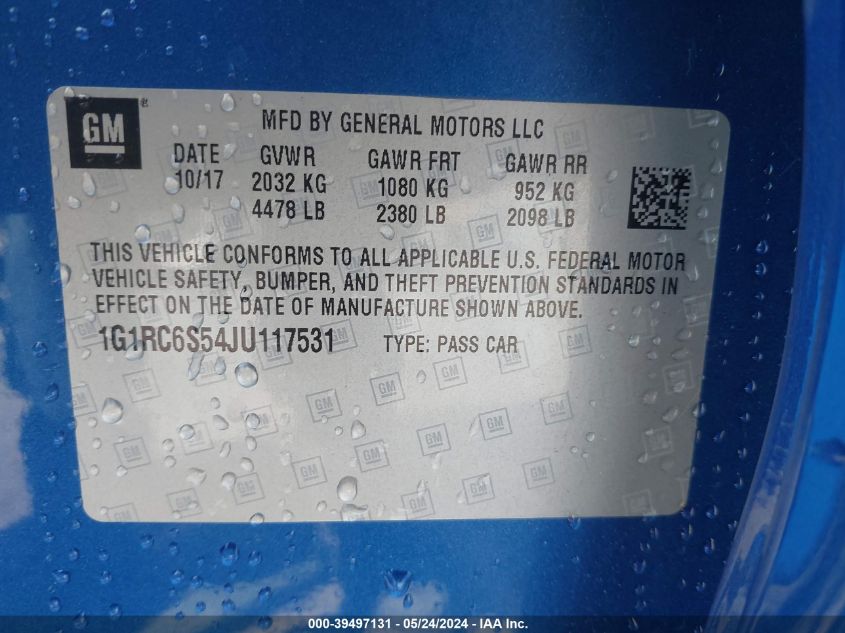 GM ®
MFD BY GENERAL MOTORS LLC
DATE GVWR GAWR FRT GAWR RR
10/17 2032 KG 1080 KG 952 KG
4478 LB 2380 LB 2098 LB
THIS VEHICLE CONFORMS TO ALL APPLICABLE U.S. FEDERAL MOTOR
VEHICLE SAFETY, BUMPER, AND THEFT PREVENTION STANDARDS IN
EFFECT ON THE DATE OF MANUFACTURE SHOWN ABOVE.
1G1RC6S54JU117531 TYPE: PASS CAR
000-39497131 - 05/24/2024 - IAA Inc.